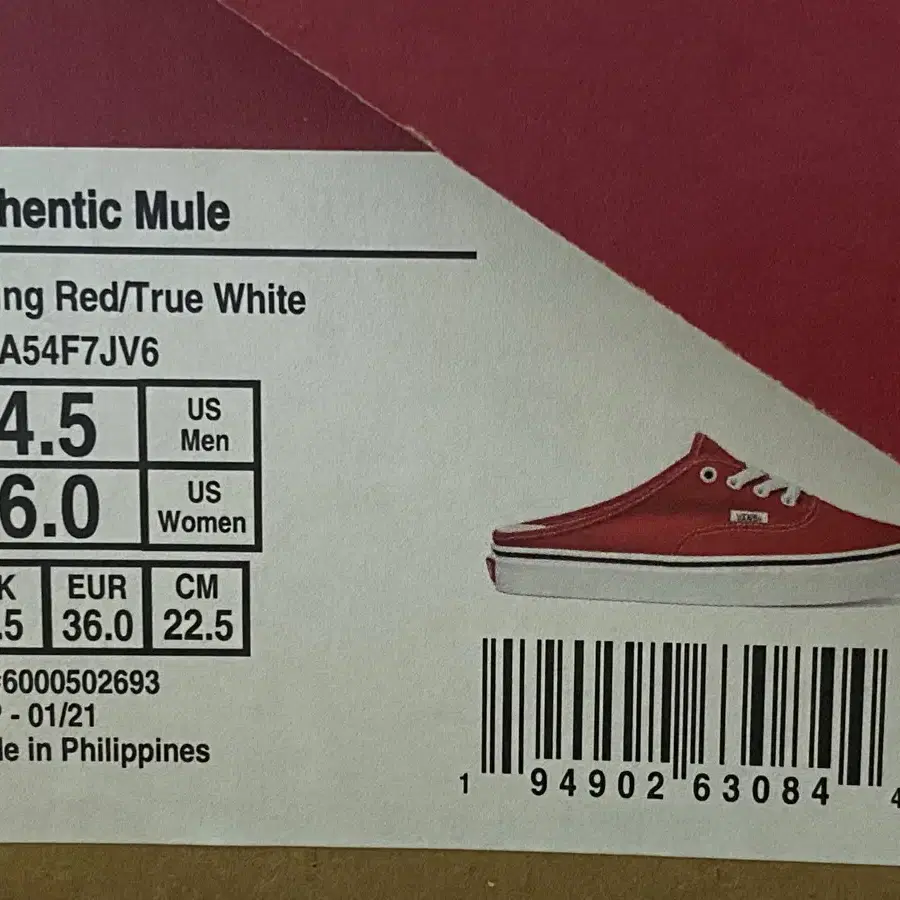 hentic Mule
ng Red/True White
A54F7JV6
4.5 US Men
6.0 US Women
K EUR CM
.5 36.0 22.5
6000502693
- 01/21
le in Philippines
VANS
1 94902 63084 4